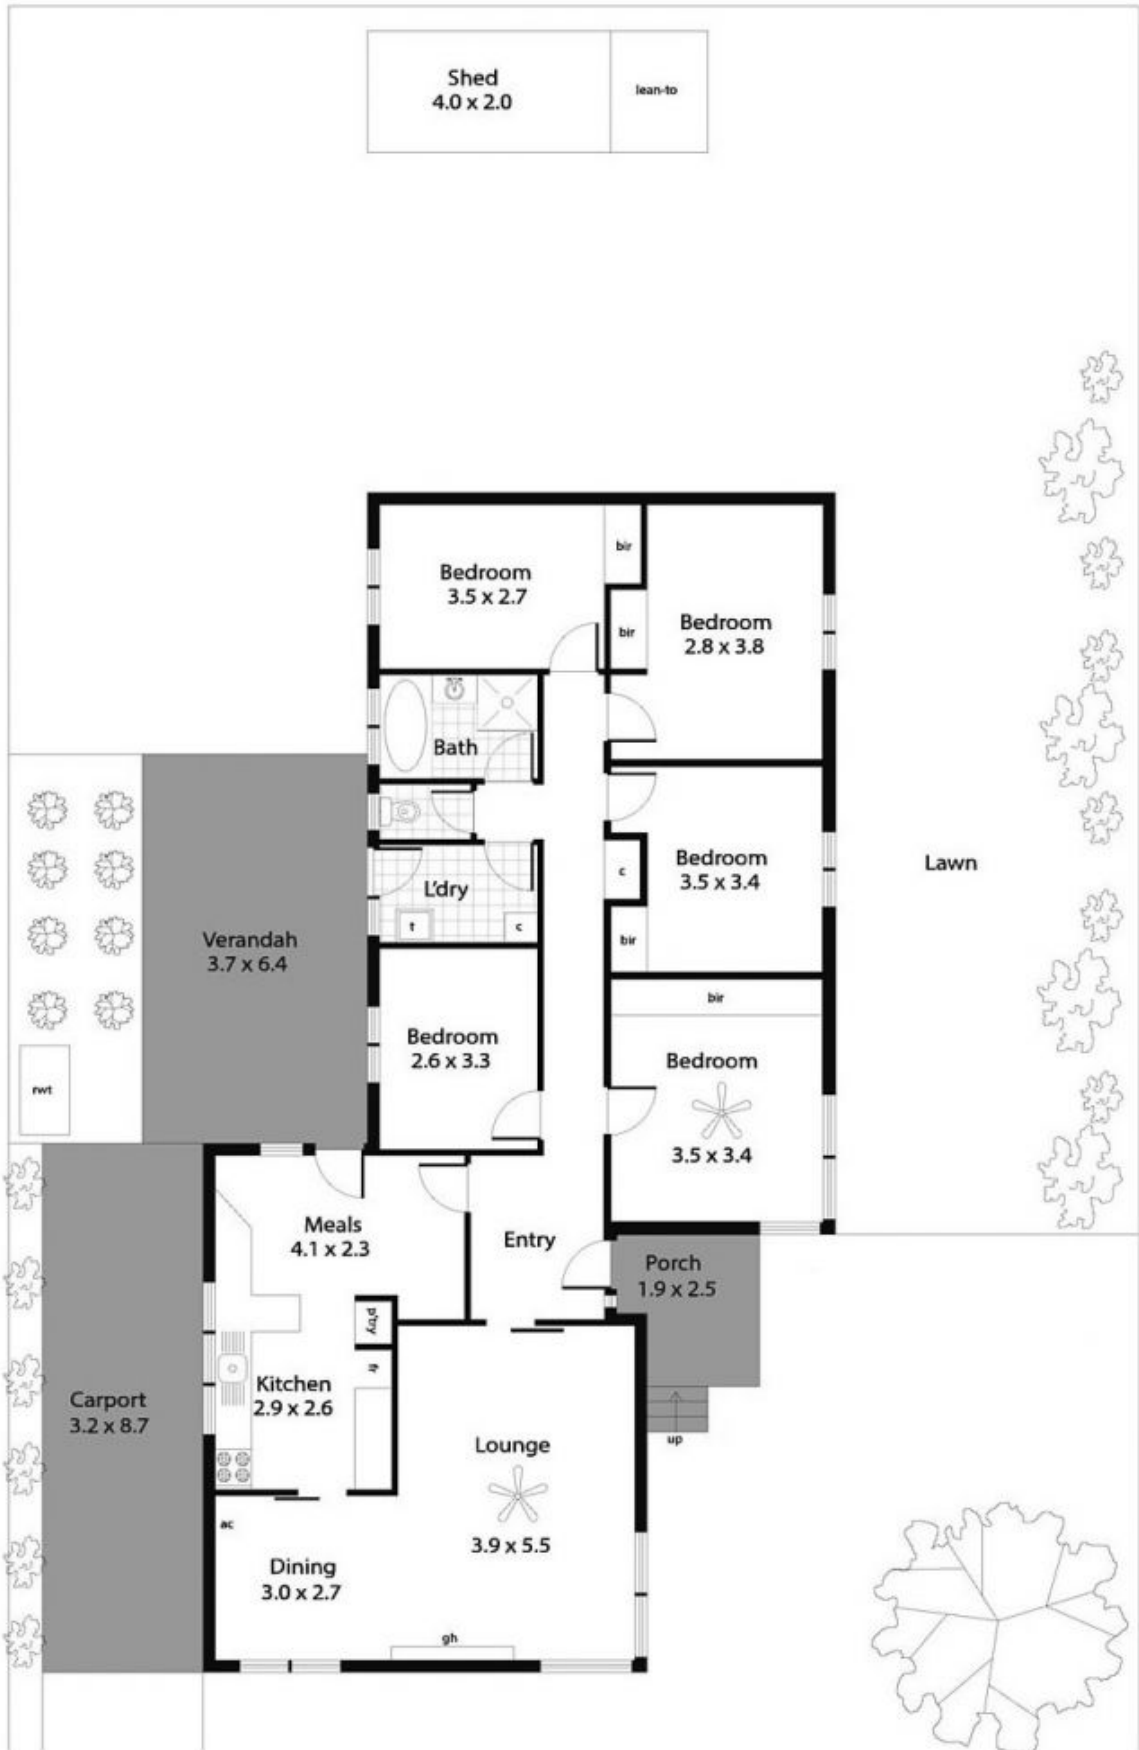 Shed
4.0 x 2.0
lean-to
bir
Bedroom
3.5 x 2.7
bir
Bedroom
2.8 x 3.8
Bath
Bedroom
3.5 x 3.4
c
Lawn
L'dry
t
c
bir
Verandah
3.7 x 6.4
bir
Bedroom
2.6 x 3.3
Bedroom
3.5 x 3.4
rwt
Meals
4.1 x 2.3
Entry
Porch
1.9 x 2.5
p'ry
fr
Kitchen
2.9 x 2.6
Carport
3.2 x 8.7
up
Lounge
3.9 x 5.5
ac
Dining
3.0 x 2.7
gh